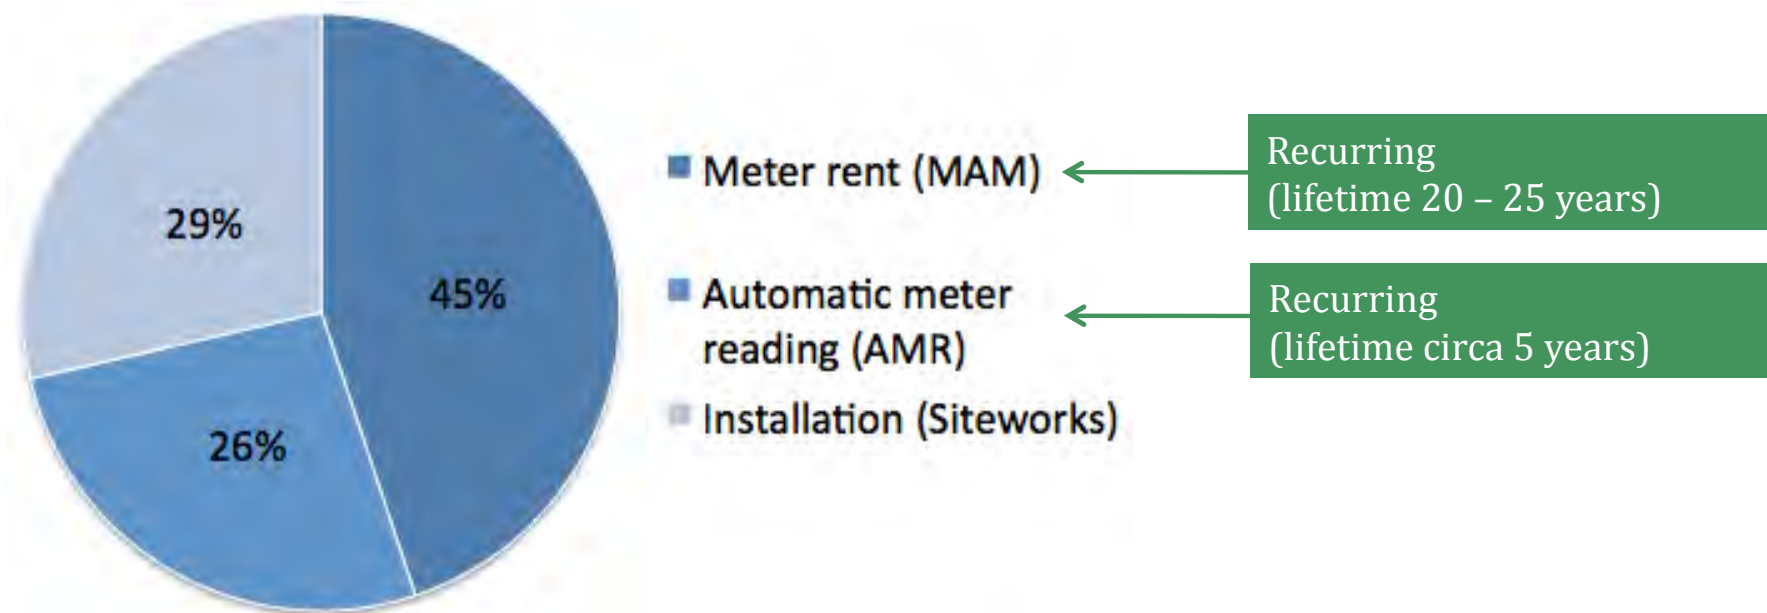 29%
45%
26%
Meter rent (MAM)
Automatic meter
reading (AMR)
Installation (Siteworks)
Recurring
(lifetime 20 – 25 years)
Recurring
(lifetime circa 5 years)